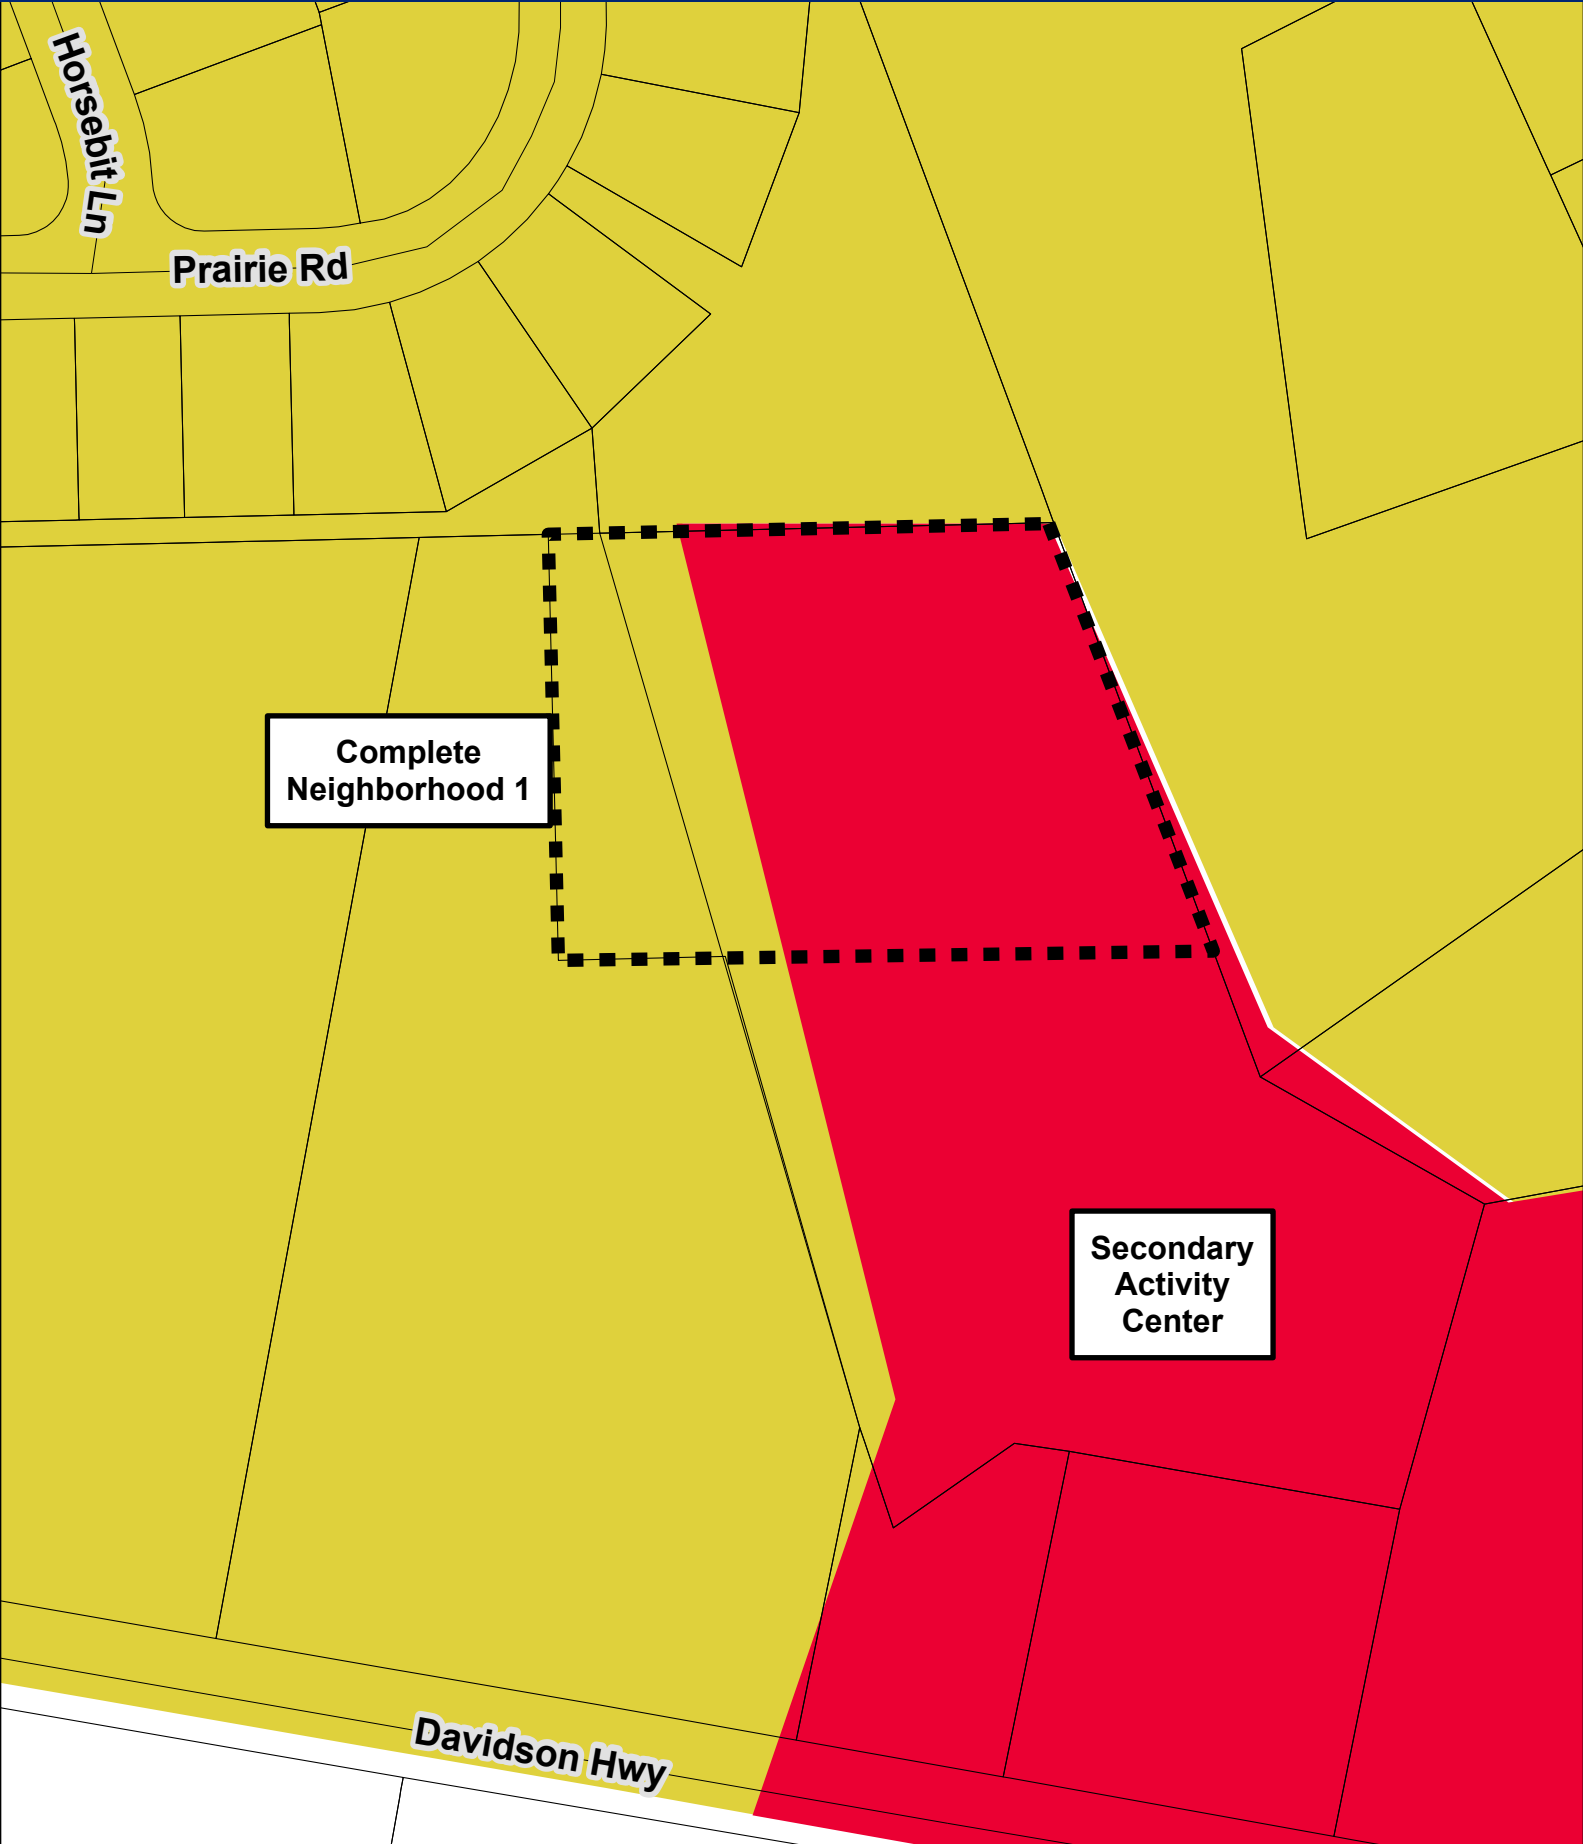 Horsebit Ln
Prairie Rd
Complete
Neighborhood 1
Secondary
Activity
Center
Davidson Hwy